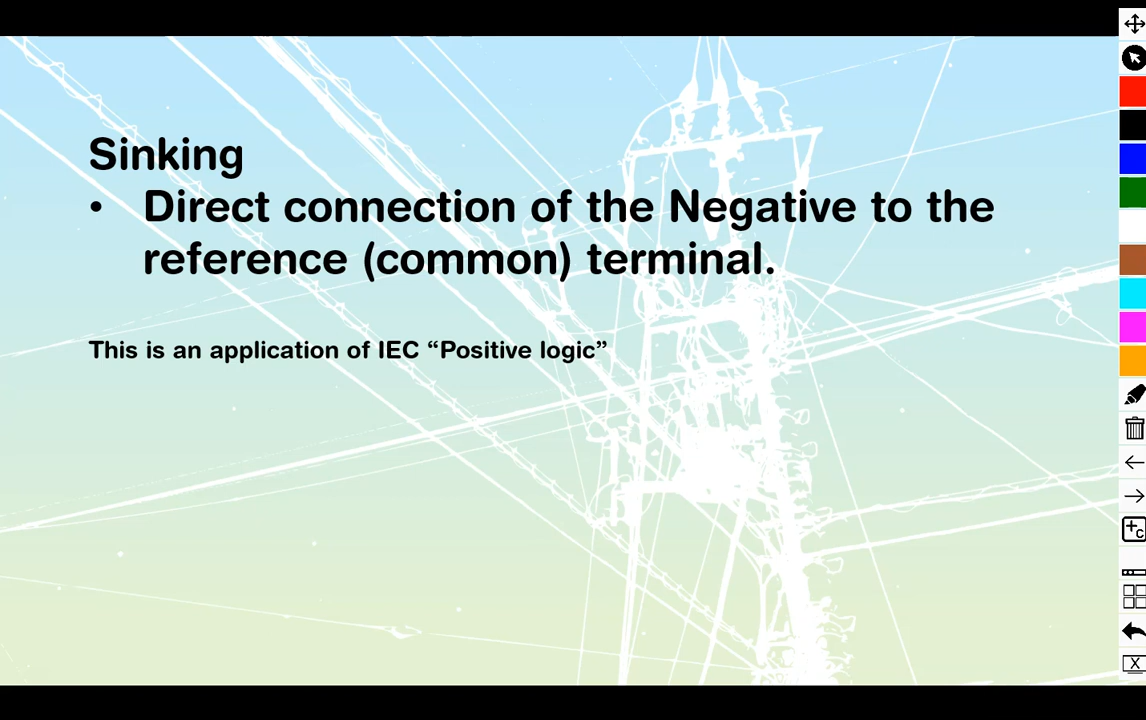 Sinking
• Direct connection of the Negative to the
reference (common) terminal.
This is an application of IEC “Positive logic”
+c
X